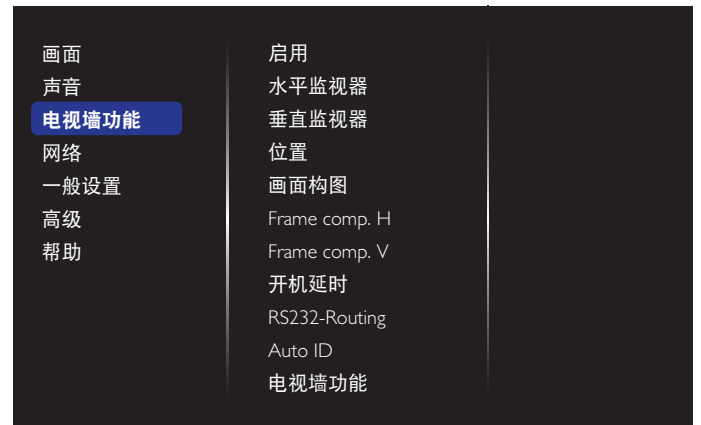 画面
声音
电视墙功能
网络
一般设置
高级
帮助
启用
水平监视器
垂直监视器
位置
画面构图
Frame comp. H
Frame comp. V
开机延时
RS232-Routing
Auto ID
电视墙功能